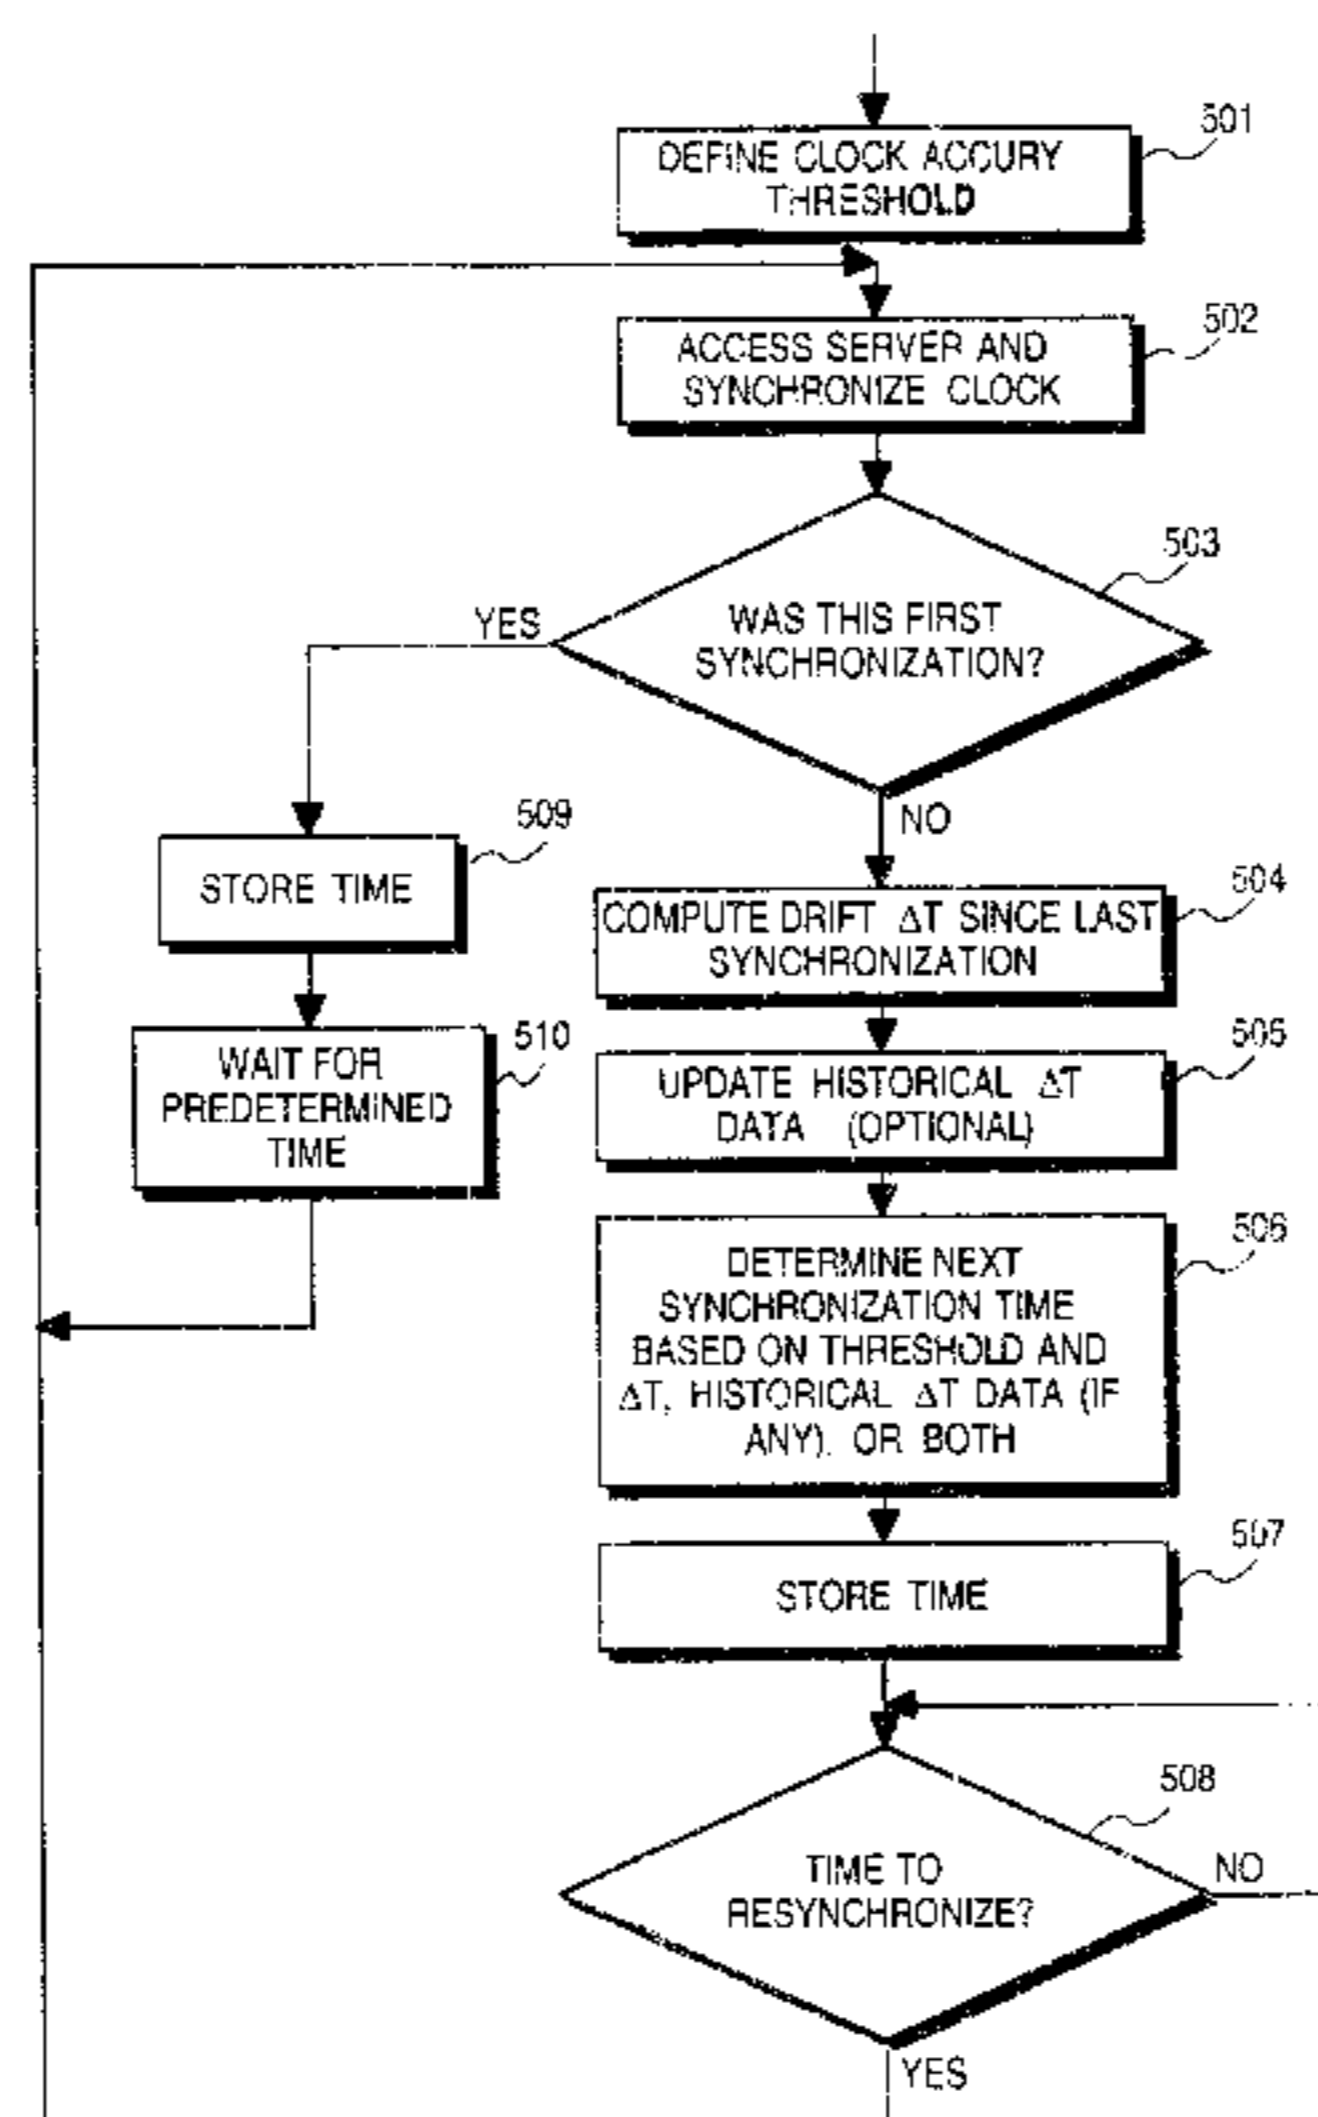 501
DEFINE CLOCK ACCURY
THRESHOLD
502
ACCESS SERVER AND
SYNCHRONIZE CLOCK
503
WAS THIS FIRST
SYNCHRONIZATION?
YES
NO
509
STORE TIME
510
WAIT FOR
PREDETERMINED
TIME
504
COMPUTE DRIFT ΔT SINCE LAST
SYNCHRONIZATION
505
UPDATE HISTORICAL ΔT
DATA (OPTIONAL)
506
DETERMINE NEXT
SYNCHRONIZATION TIME
BASED ON THRESHOLD AND
ΔT, HISTORICAL ΔT DATA (IF
ANY), OR BOTH
507
STORE TIME
508
TIME TO
RESYNCHRONIZE?
NO
YES